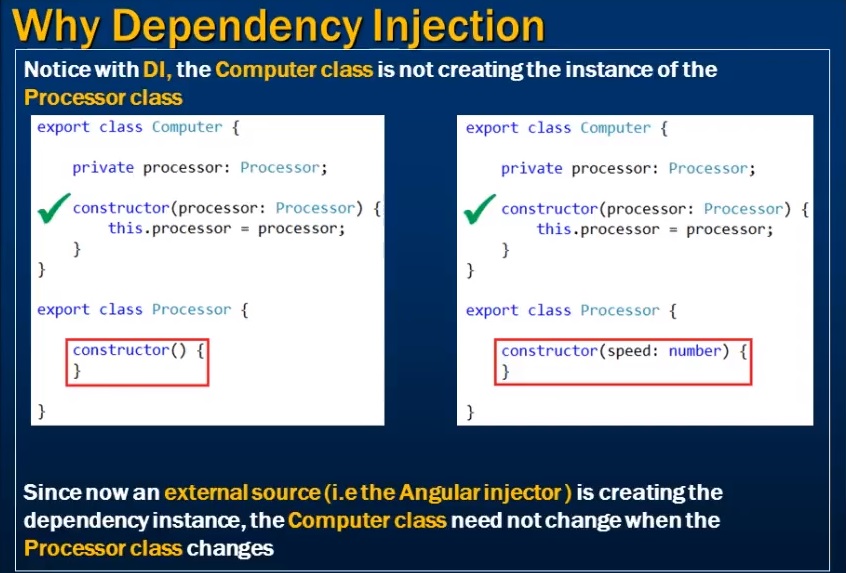 Why Dependency Injection
Notice with DI, the Computer class is not creating the instance of the
Processor class
export class Computer {
private processor: Processor;
constructor(processor: Processor) {
this.processor = processor;
}
}
export class Processor {
constructor() {
}
}
export class Computer {
private processor: Processor;
constructor(processor: Processor) {
this.processor = processor;
}
}
export class Processor {
constructor(speed: number) {
}
}
Since now an external source (i.e the Angular injector ) is creating the
dependency instance, the Computer class need not change when the
Processor class changes